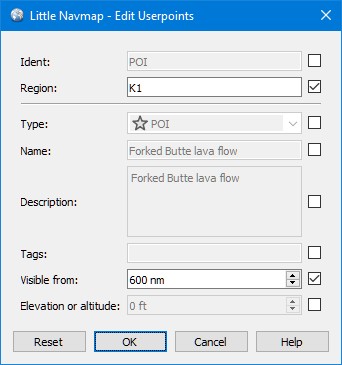 Little Navmap - Edit Userpoints
Ident: POI
Region: K1
Type: POI
Name: Forked Butte lava flow
Description: Forked Butte lava flow
Tags:
Visible from: 600 nm
Elevation or altitude: 0 ft
Reset OK Cancel Help